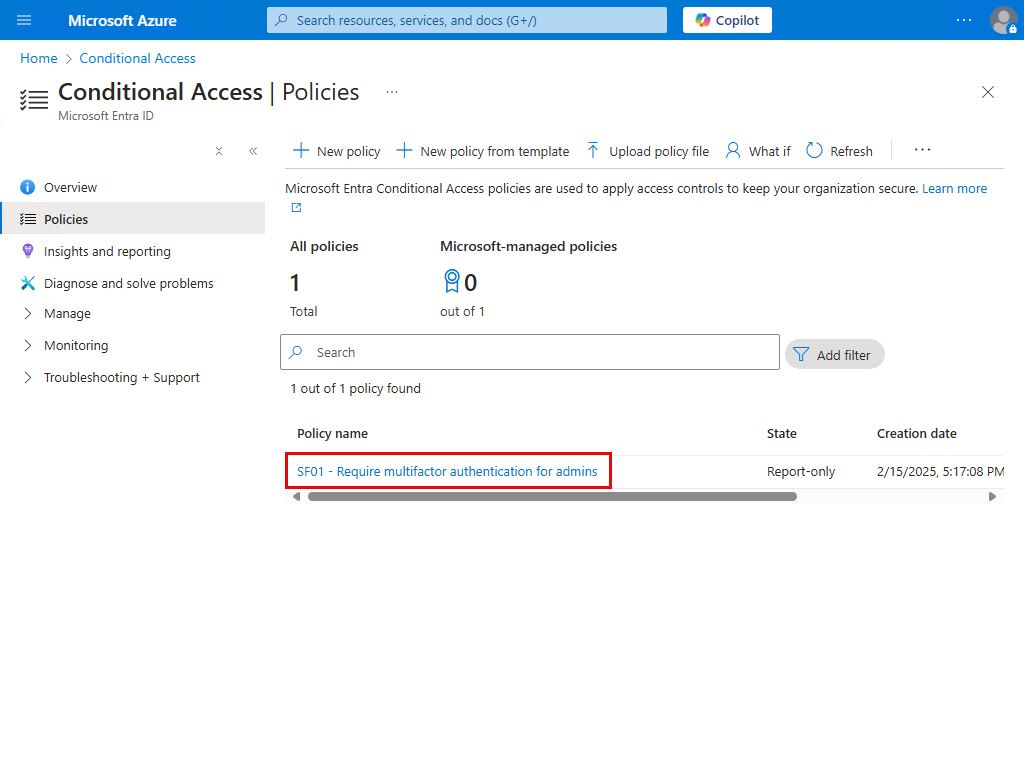 Microsoft Azure
Search resources, services, and docs (G+/)
Copilot
Home > Conditional Access
Conditional Access | Policies
Microsoft Entra ID
New policy
New policy from template
Upload policy file
What if
Refresh
Overview
Policies
Insights and reporting
Diagnose and solve problems
Manage
Monitoring
Troubleshooting + Support
Microsoft Entra Conditional Access policies are used to apply access controls to keep your organization secure. Learn more
All policies
1
Total
Microsoft-managed policies
0
out of 1
Search
Add filter
1 out of 1 policy found
Policy name State Creation date
SF01 - Require multifactor authentication for admins Report-only 2/15/2025, 5:17:08 PM